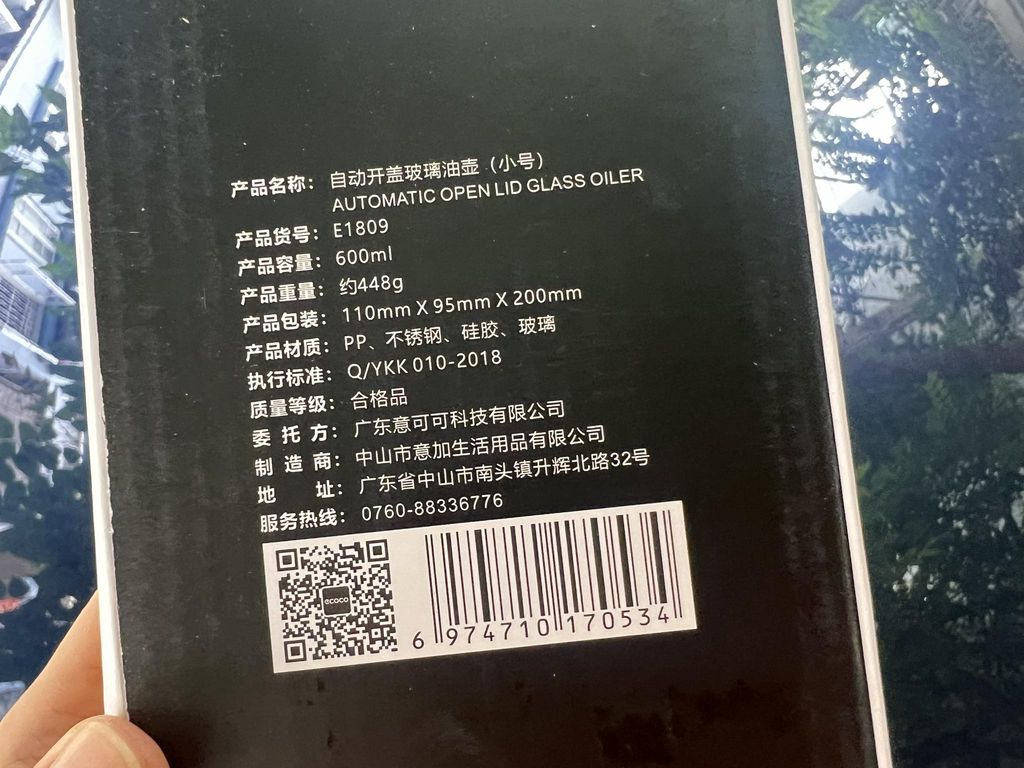 产品名称：自动开盖玻璃油壶（小号）
AUTOMATIC OPEN LID GLASS OILER
产品货号：E1809
产品容量：600ml
产品重量：约448g
产品包装：110mm X 95mm X 200mm
产品材质：PP、不锈钢、硅胶、玻璃
执行标准：Q/YKK 010-2018
质量等级：合格品
委托方：广东意可可科技有限公司
制造商：中山市意加生活用品有限公司
地址：广东省中山市南头镇升辉北路32号
服务热线：0760-88336776
ecoco
6 974710 170534